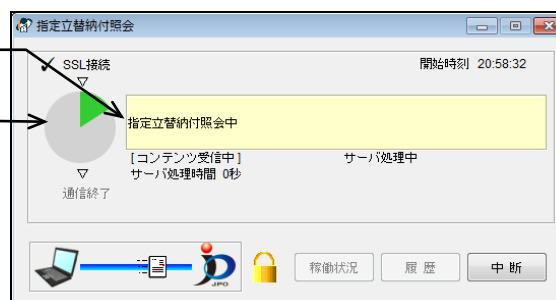 指定立替納付照会
✓ SSL接続
開始時刻 20:58:32
指定立替納付照会中
[コンテンツ受信中] サーバ処理中
サーバ処理時間 0秒
通信終了
JPO
稼働状況 履歴 中断